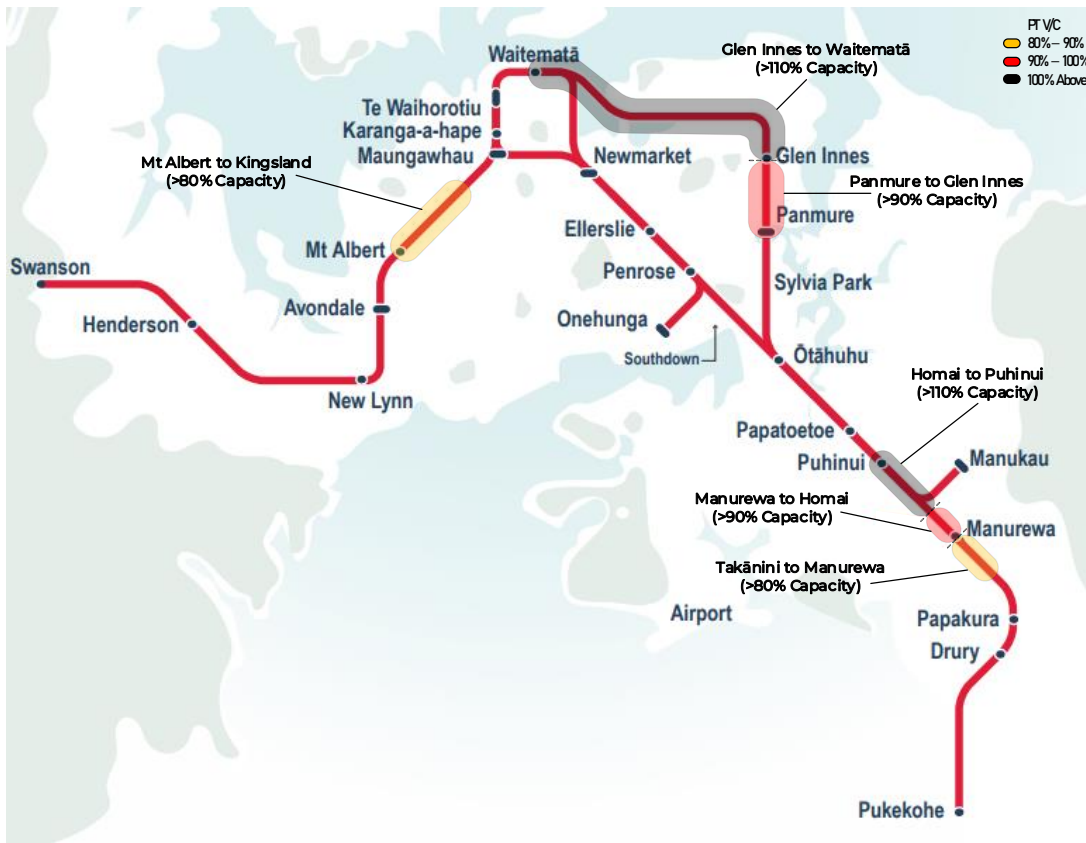 PT V/C
80% – 90%
90% – 100%
100% Above
Glen Innes to Waitematā
(>110% Capacity)
Waitematā
Te Waihorotiu
Karanga-a-hape
Maungawhau
Newmarket
Glen Innes
Mt Albert to Kingsland
(>80% Capacity)
Panmure to Glen Innes
(>90% Capacity)
Panmure
Ellerslie
Mt Albert
Penrose
Swanson
Sylvia Park
Avondale
Henderson
Onehunga
Southdown
Ōtāhuhu
New Lynn
Homai to Puhinui
(>110% Capacity)
Papatoetoe
Puhinui
Manukau
Manurewa to Homai
(>90% Capacity)
Manurewa
Takānini to Manurewa
(>80% Capacity)
Airport
Papakura
Drury
Pukekohe